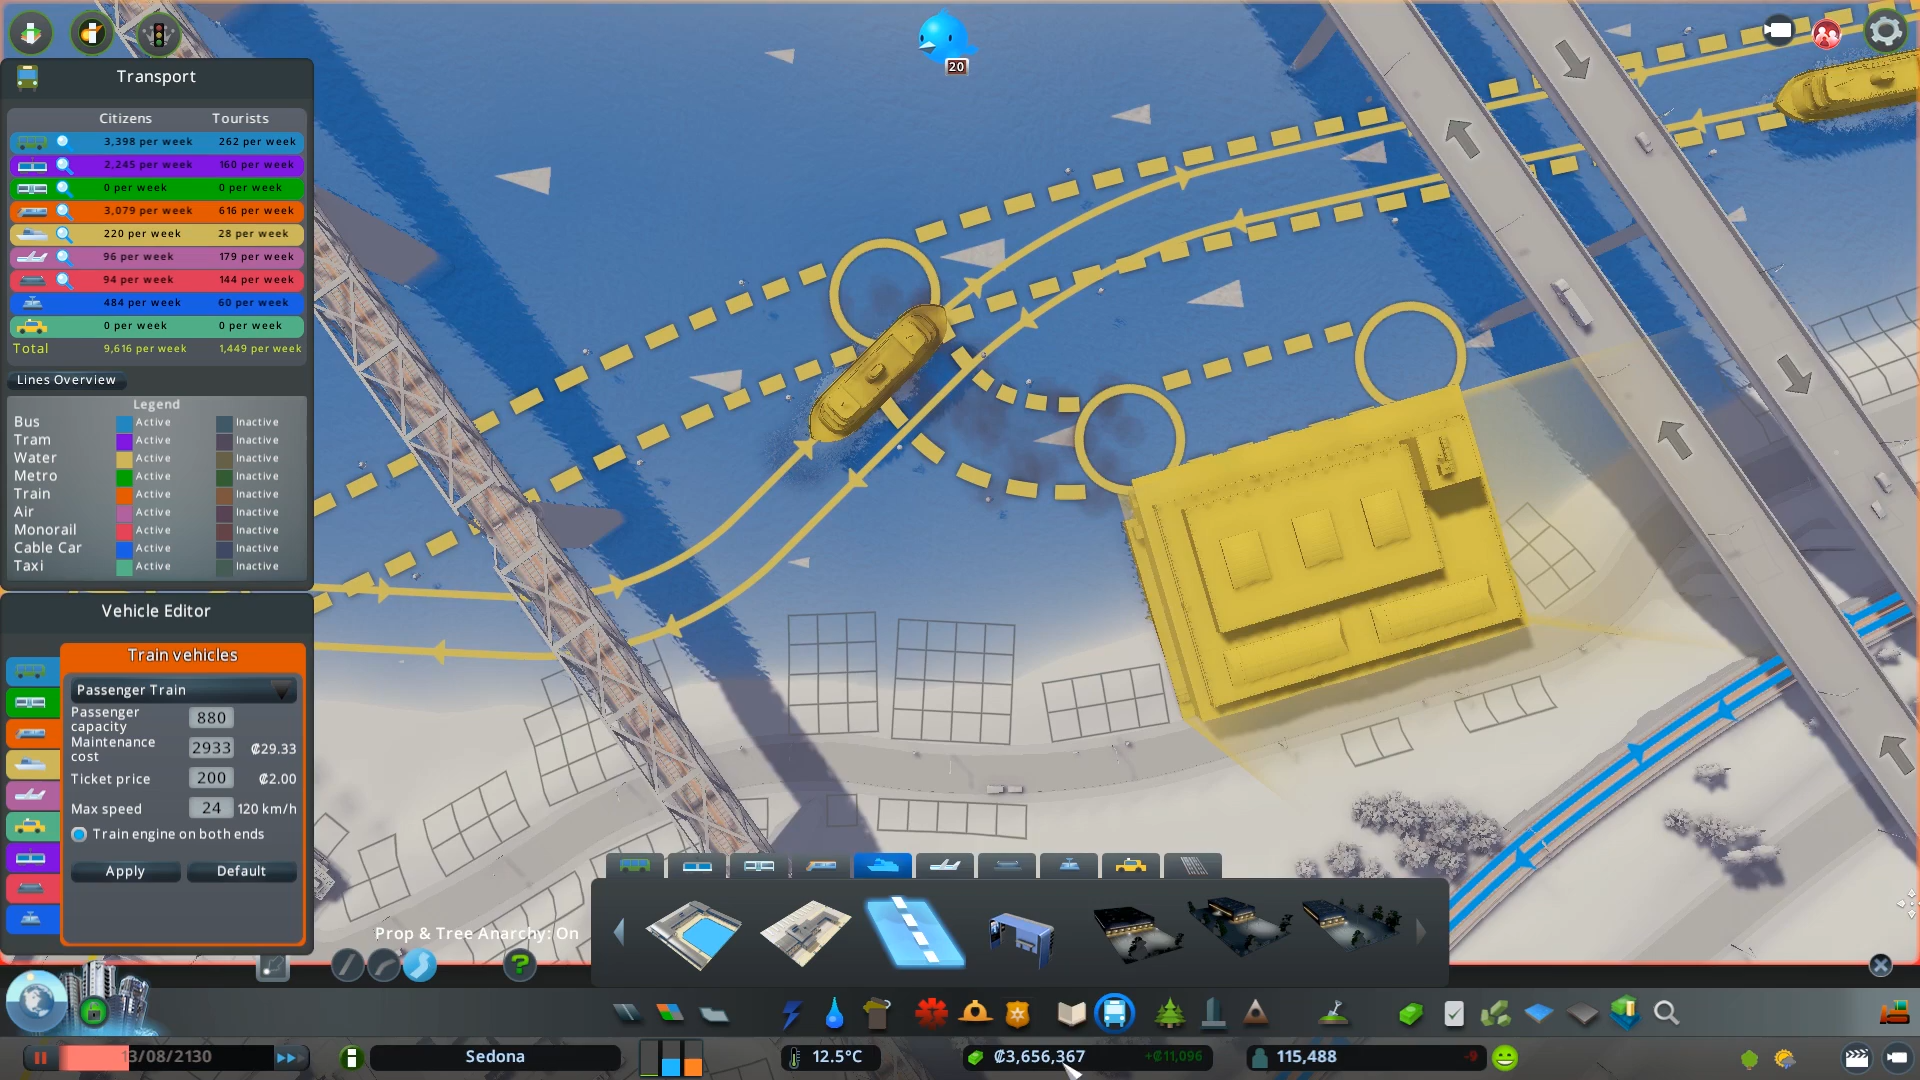 20
Transport
Citizens Tourists
3,398 per week 262 per week
2,245 per week 160 per week
0 per week 0 per week
3,079 per week 616 per week
220 per week 28 per week
96 per week 179 per week
94 per week 144 per week
484 per week 60 per week
0 per week 0 per week
Total 9,616 per week 1,449 per week
Lines Overview
Legend
Bus Active Inactive
Tram Active Inactive
Water Active Inactive
Metro Active Inactive
Train Active Inactive
Air Active Inactive
Monorail Active Inactive
Cable Car Active Inactive
Taxi Active Inactive
Vehicle Editor
Train vehicles
Passenger Train
Passenger capacity 880
Maintenance cost 2933 ₡29.33
Ticket price 200 ₡2.00
Max speed 24 120 km/h
Train engine on both ends
Apply Default
Prop & Tree Anarchy: On
13/08/2130
Sedona
12.5°C
₡3,656,367 +₡11,096
115,488 -9